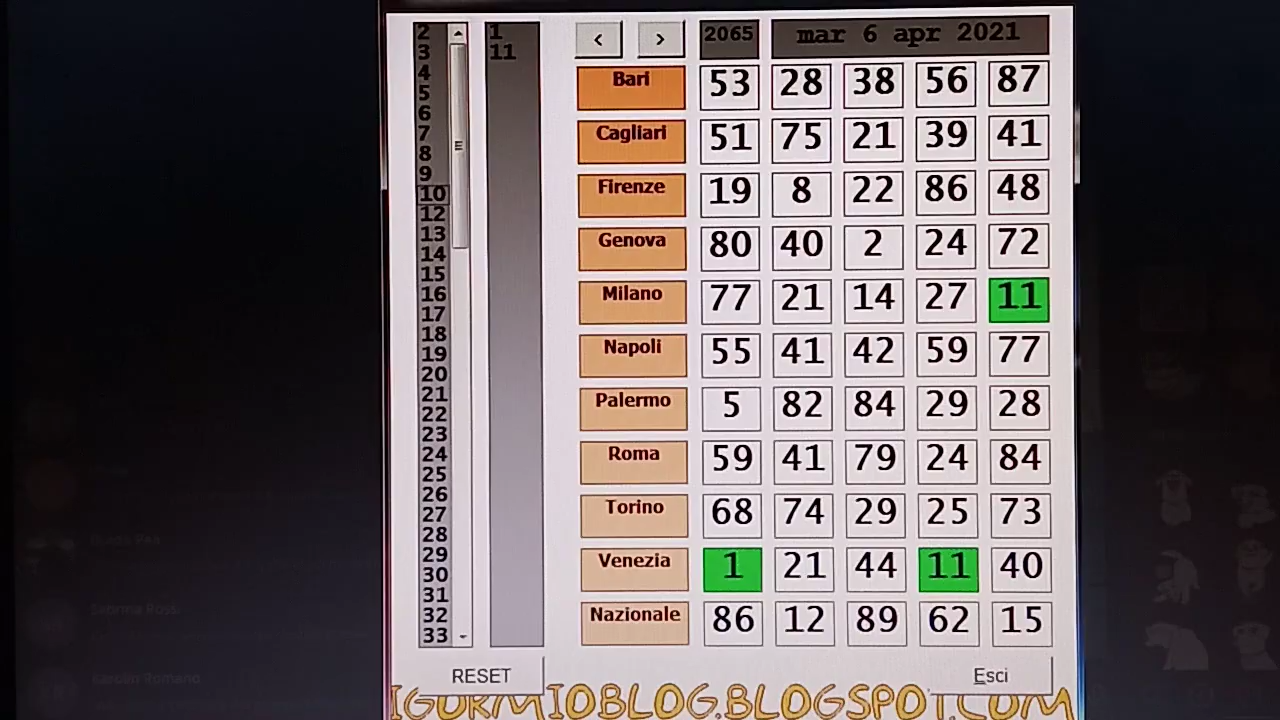 2
3
4
5
6
7
8
9
10
12
13
14
15
16
17
18
19
20
21
22
23
24
25
26
27
28
29
30
31
32
33
1
11
< > 2065 mar 6 apr 2021
Bari 53 28 38 56 87
Cagliari 51 75 21 39 41
Firenze 19 8 22 86 48
Genova 80 40 2 24 72
Milano 77 21 14 27 11
Napoli 55 41 42 59 77
Palermo 5 82 84 29 28
Roma 59 41 79 24 84
Torino 68 74 29 25 73
Venezia 1 21 44 11 40
Nazionale 86 12 89 62 15
RESET Esci
IGORMIOBLOG.BLOGSPOT.COM
Sabrina Rossi
Romano